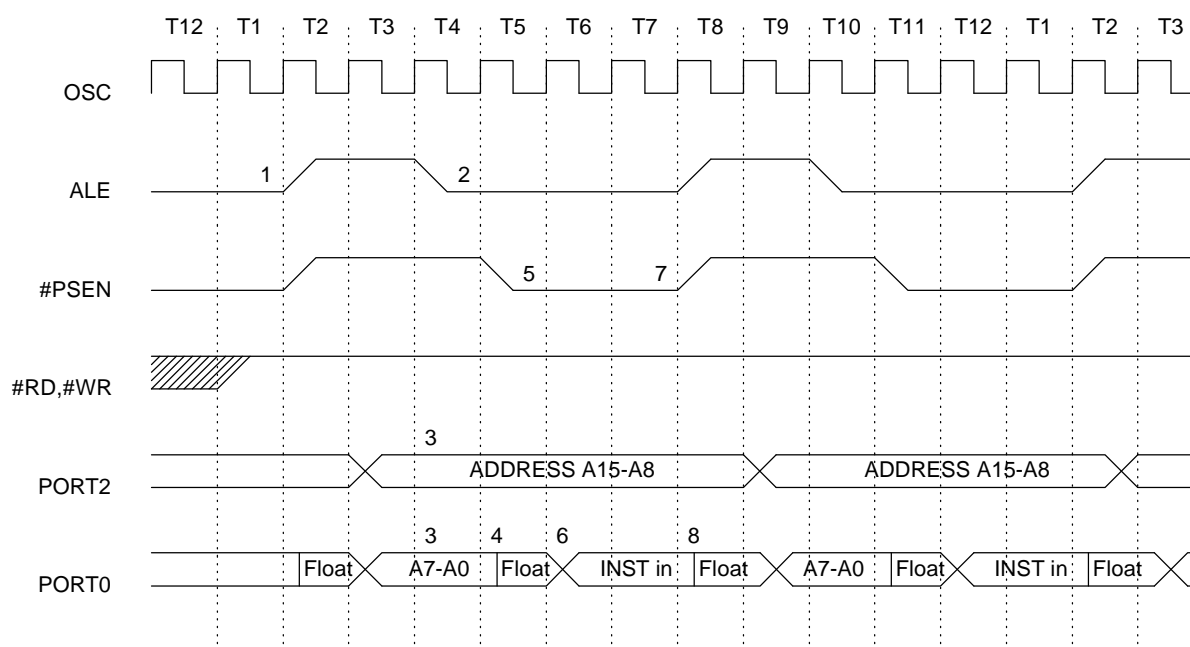 T12 T1 T2 T3 T4 T5 T6 T7 T8 T9 T10 T11 T12 T1 T2 T3
OSC
ALE 1 2
#PSEN 5 7
#RD,#WR
3
PORT2 ADDRESS A15-A8 ADDRESS A15-A8
3 4 6 8
PORT0 Float A7-A0 Float INST in Float A7-A0 Float INST in Float